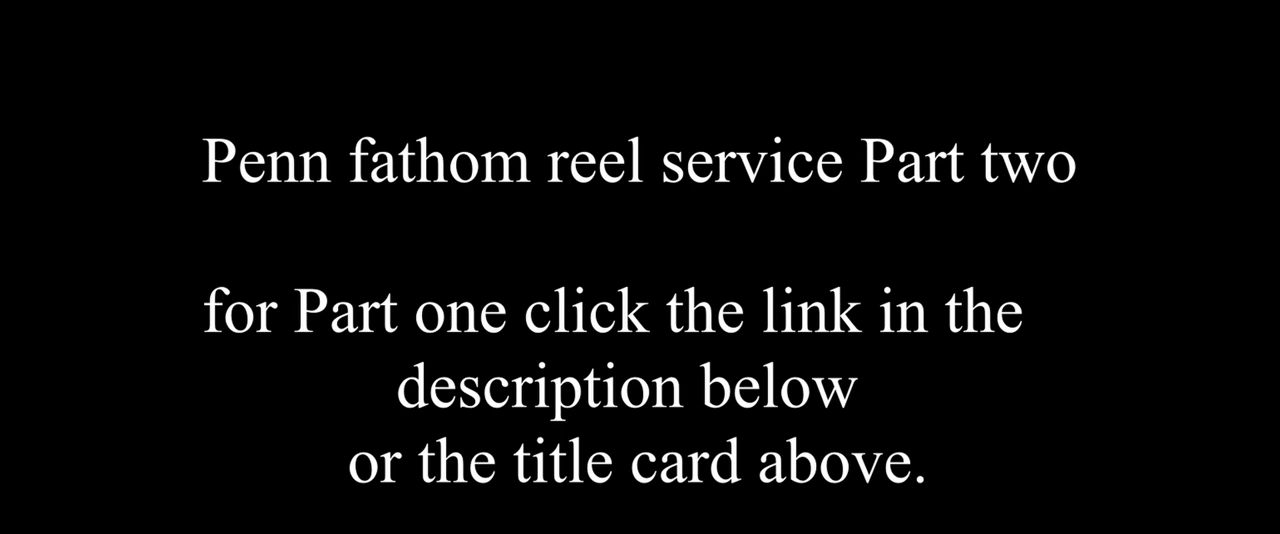 Penn fathom reel service Part two
for Part one click the link in the
description below
or the title card above.